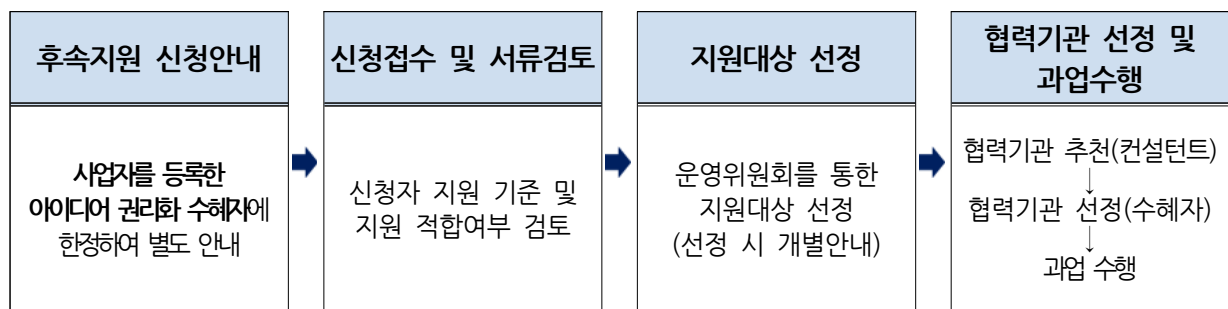 후속지원 신청안내
사업자를 등록한
아이디어 권리화 수혜자에
한정하여 별도 안내
신청접수 및 서류검토
신청자 지원 기준 및
지원 적합여부 검토
지원대상 선정
운영위원회를 통한
지원대상 선정
(선정 시 개별안내)
협력기관 선정 및
과업수행
협력기관 추천(컨설턴트)
↓
협력기관 선정(수혜자)
↓
과업 수행